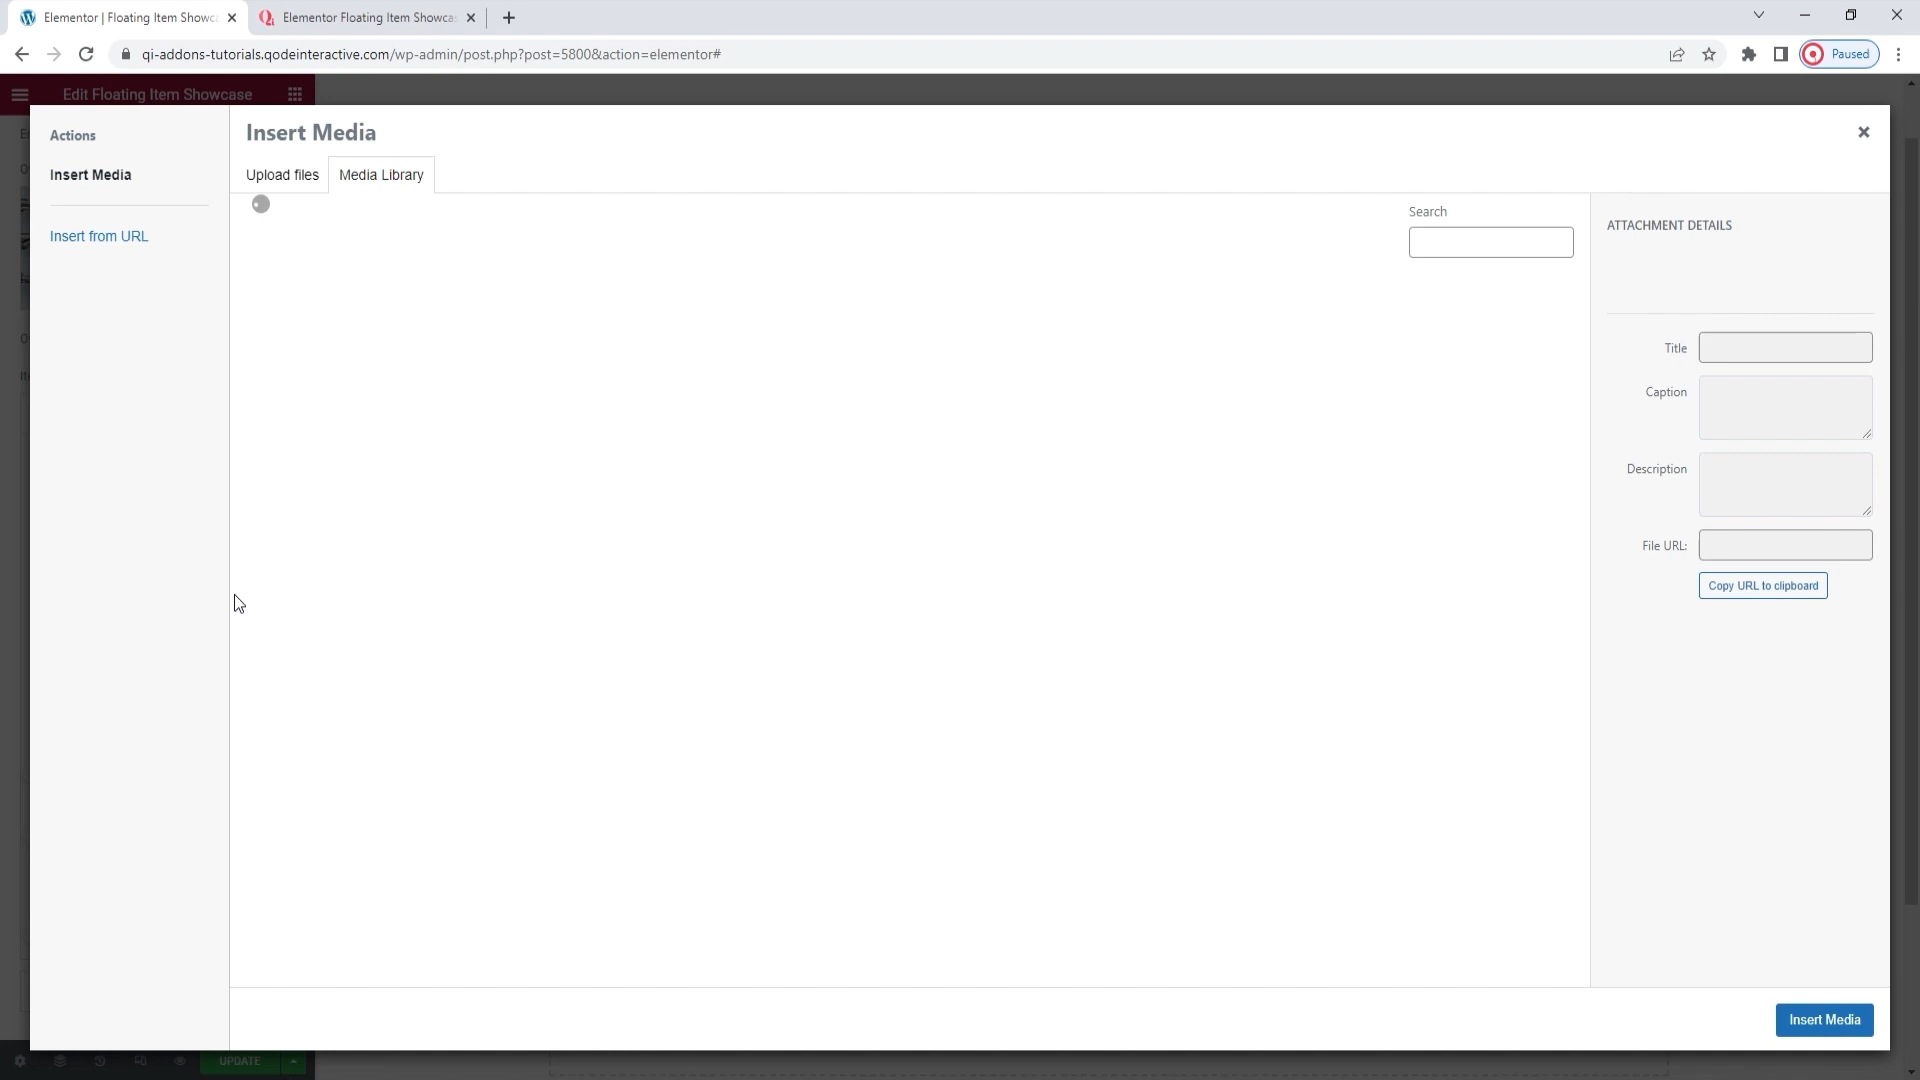 Elementor | Floating Item Showc
Elementor Floating Item Showca
qi-addons-tutorials.qodeinteractive.com/wp-admin/post.php?post=5800&action=elementor#
Paused
Edit Floating Item Showcase
Actions
Insert Media
Insert from URL
Insert Media
Upload files
Media Library
Search
ATTACHMENT DETAILS
Title
Caption
Description
File URL:
Copy URL to clipboard
Insert Media
UPDATE